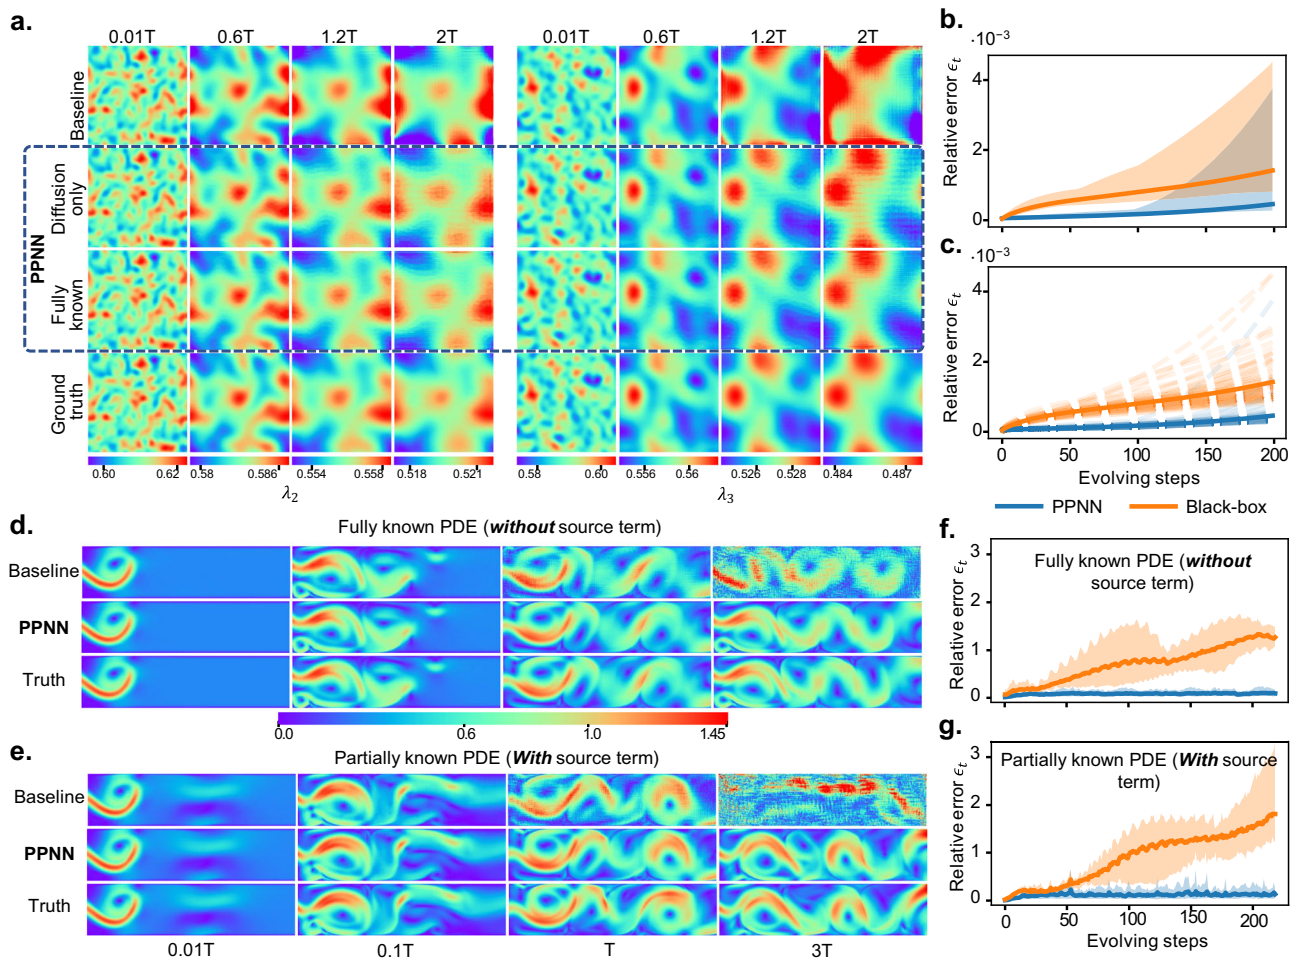 a.
0.01T 0.6T 1.2T 2T 0.01T 0.6T 1.2T 2T
Baseline
PPNN
Diffusion
only
Fully
known
Ground
truth
0.60 0.62 0.58 0.586 0.554 0.558 0.518 0.521 0.58 0.60 0.556 0.56 0.526 0.528 0.484 0.487
λ₂ λ₃
b.
×10⁻³
Relative error ϵₜ
4
2
0
c.
×10⁻³
Relative error ϵₜ
4
2
0
0 50 100 150 200
Evolving steps
PPNN Black-box
d.
Fully known PDE (without source term)
Baseline
PPNN
Truth
0.0 0.6 1.0 1.45
e.
Partially known PDE (With source term)
Baseline
PPNN
Truth
0.01T 0.1T T 3T
f.
Fully known PDE (without
source term)
Relative error ϵₜ
3
2
1
0
0 100 200
g.
Partially known PDE (With source
term)
Relative error ϵₜ
3
2
1
0
0 50 100 150 200
Evolving steps